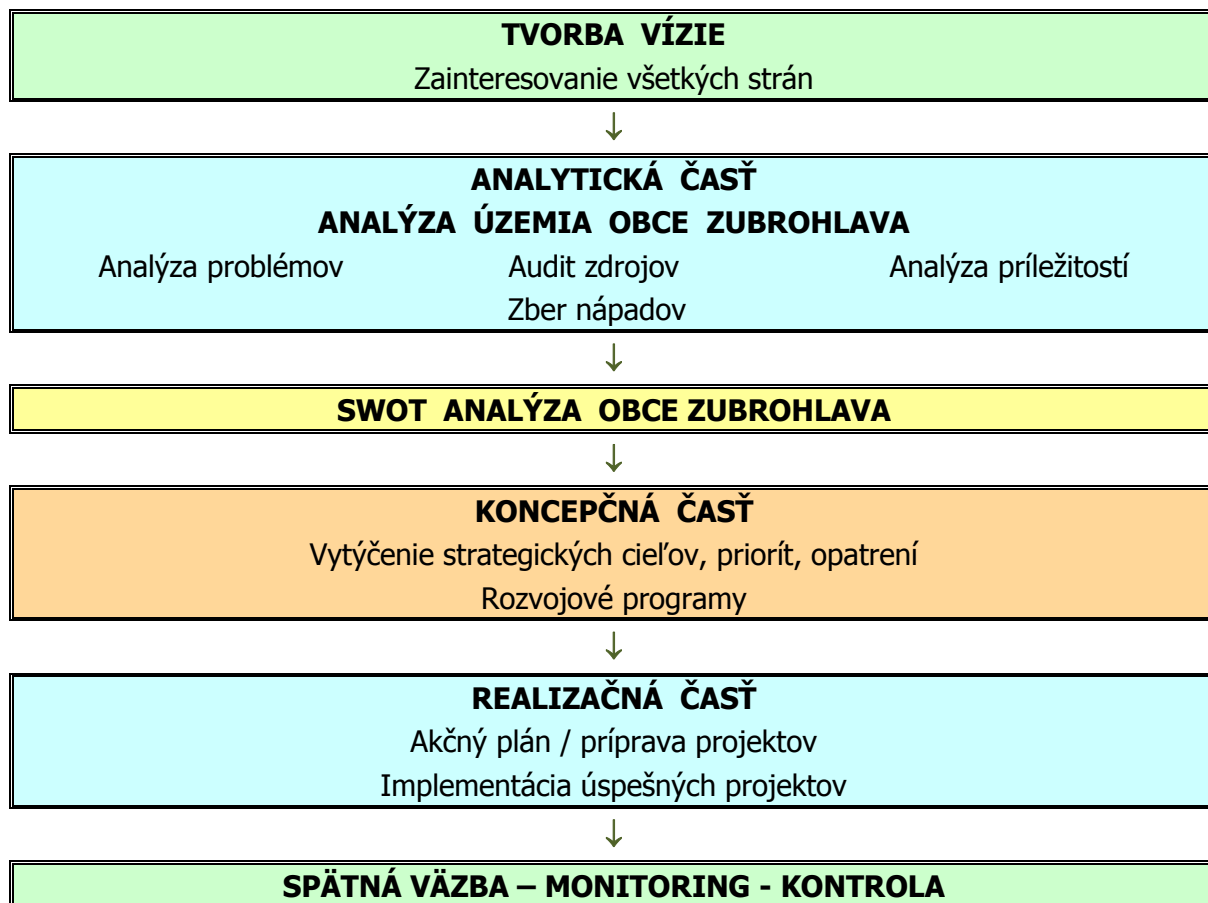 TVORBA VÍZIE
Zainteresovanie všetkých strán
↓
ANALYTICKÁ ČASŤ
ANALÝZA ÚZEMIA OBCE ZUBROHLAVA
Analýza problémov Audit zdrojov Analýza príležitostí
Zber nápadov
↓
SWOT ANALÝZA OBCE ZUBROHLAVA
↓
KONCEPČNÁ ČASŤ
Vytýčenie strategických cieľov, priorít, opatrení
Rozvojové programy
↓
REALIZAČNÁ ČASŤ
Akčný plán / príprava projektov
Implementácia úspešných projektov
↓
SPÄTNÁ VÄZBA – MONITORING - KONTROLA